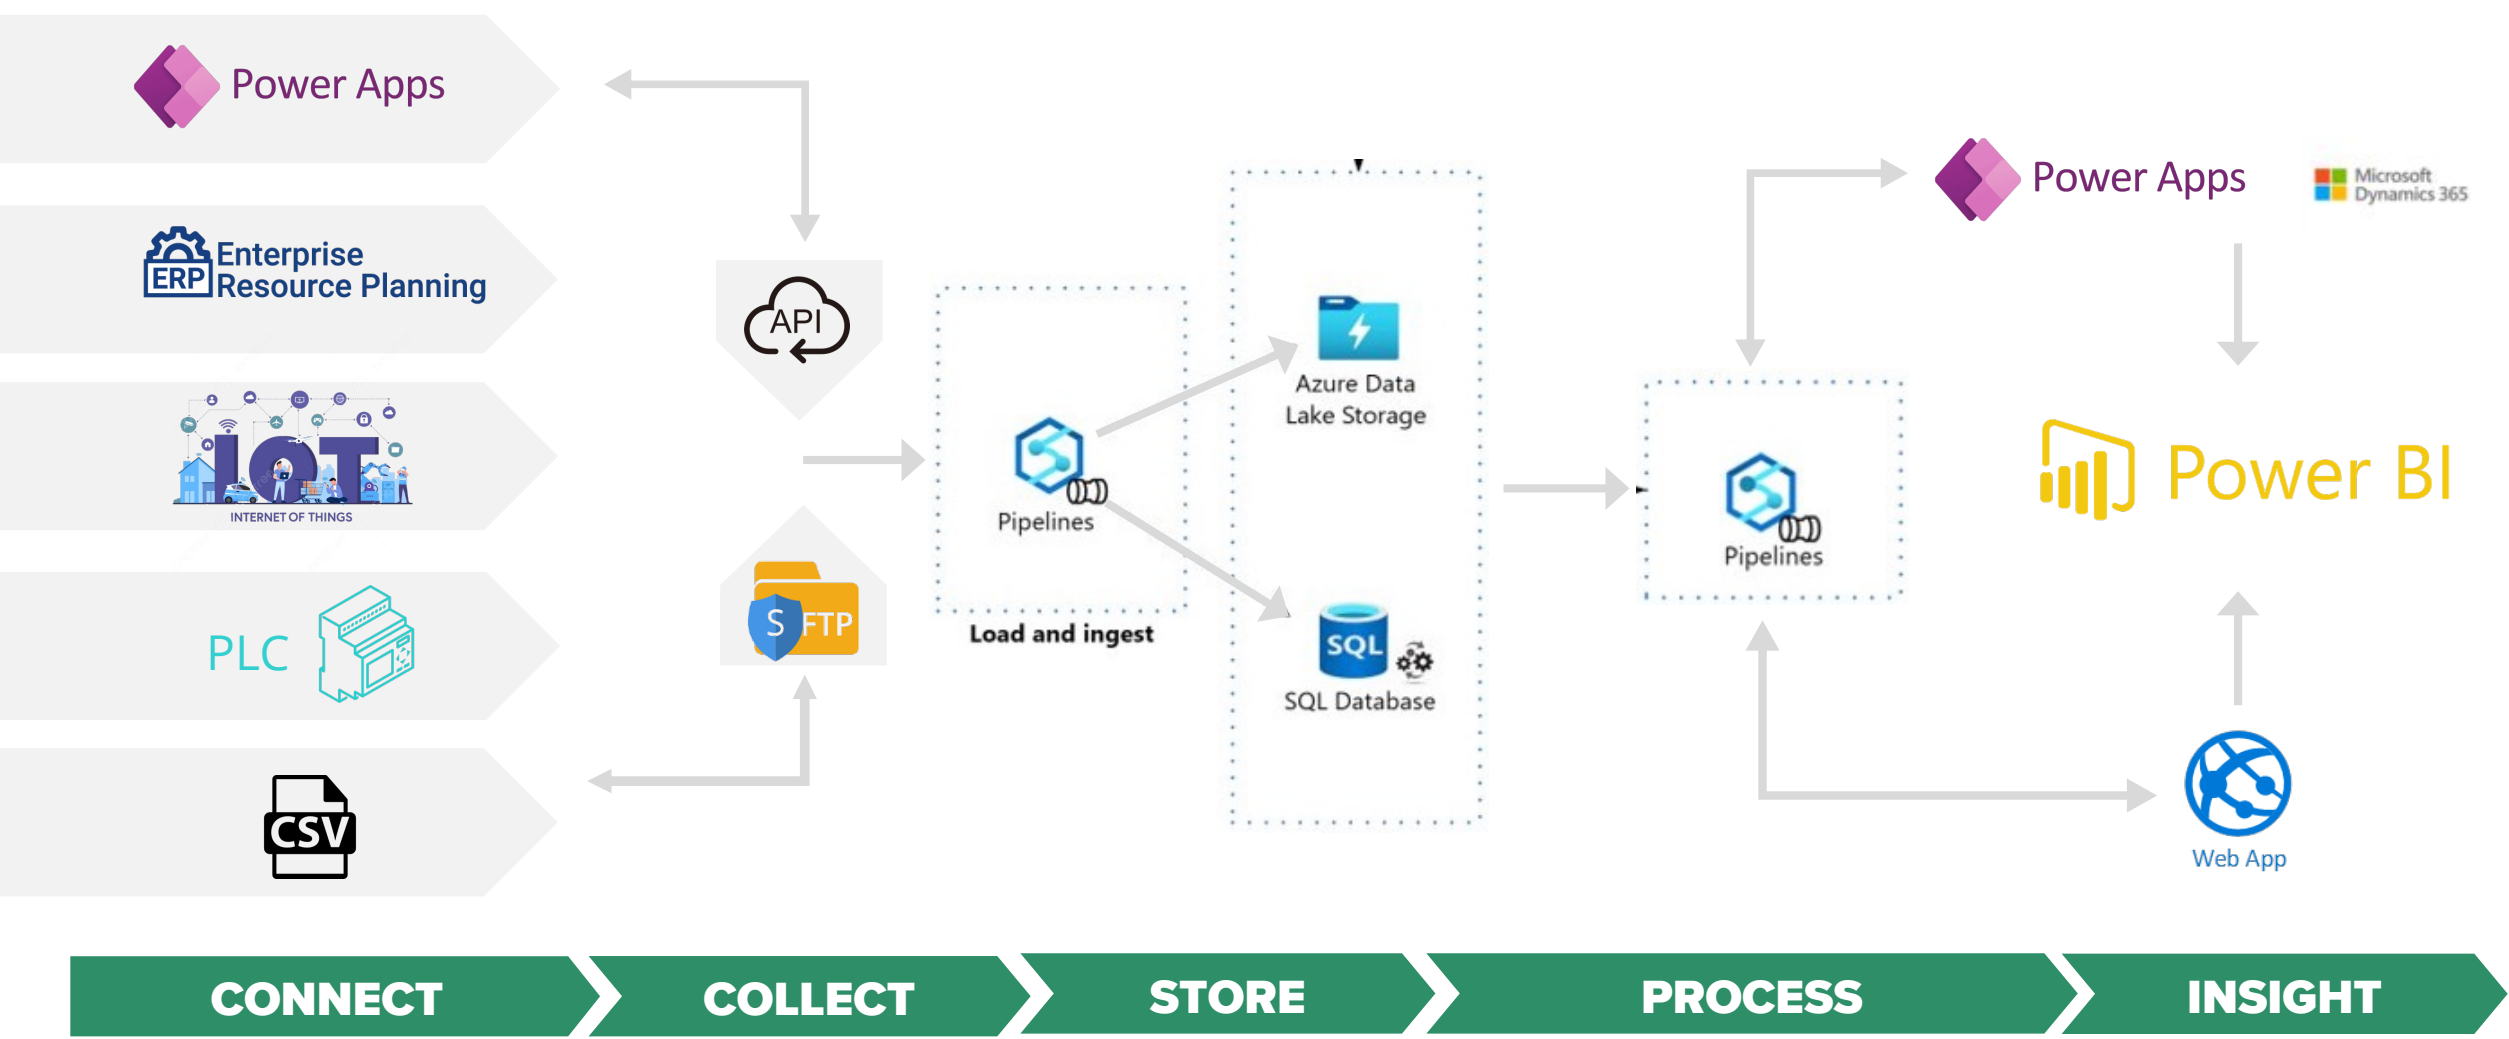 Power Apps
ERP
Enterprise
Resource Planning
IOT
INTERNET OF THINGS
PLC
CSV
API
S FTP
Pipelines
Load and ingest
Azure Data
Lake Storage
SQL
SQL Database
Pipelines
Power Apps
Microsoft
Dynamics 365
Power BI
Web App
CONNECT
COLLECT
STORE
PROCESS
INSIGHT